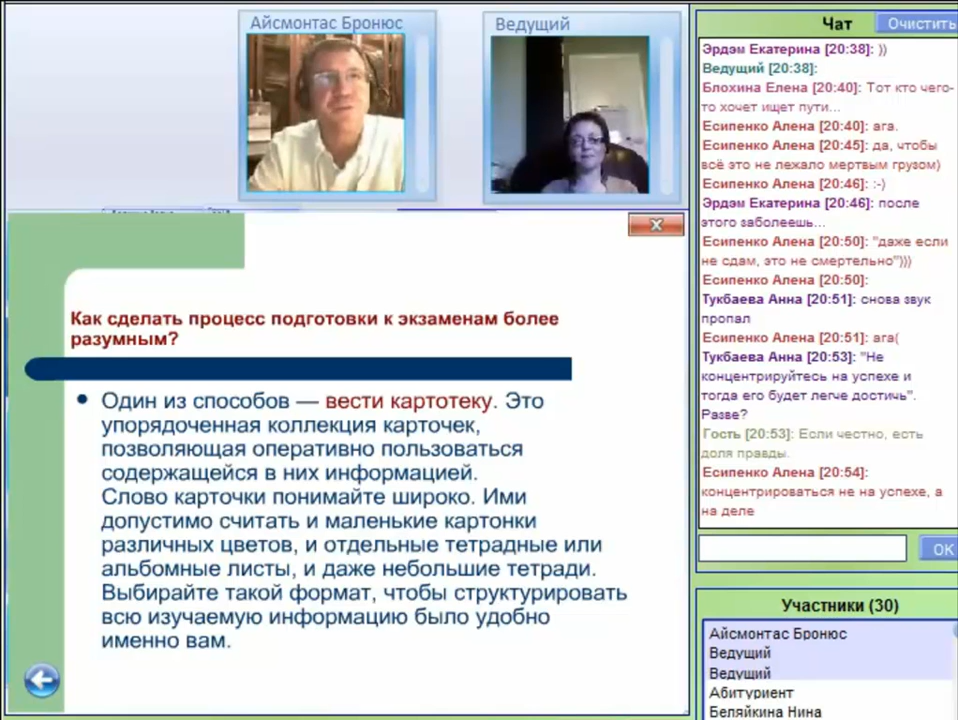 Айсмонтас Бронюс
Ведущий
Как сделать процесс подготовки к экзаменам более
разумным?
Один из способов — вести картотеку. Это
упорядоченная коллекция карточек,
позволяющая оперативно пользоваться
содержащейся в них информацией.
Слово карточки понимайте широко. Ими
допустимо считать и маленькие картонки
различных цветов, и отдельные тетрадные или
альбомные листы, и даже небольшие тетради.
Выбирайте такой формат, чтобы структурировать
всю изучаемую информацию было удобно
именно вам.
Чат
Очистить
Эрдэм Екатерина [20:38]: ))
Ведущий [20:38]:
Блохина Елена [20:40]: Тот кто чего-
то хочет ищет пути...
Есипенко Алена [20:40]: ага.
Есипенко Алена [20:45]: да, чтобы
всё это не лежало мертвым грузом)
Есипенко Алена [20:46]: :-)
Эрдэм Екатерина [20:46]: после
этого заболеешь...
Есипенко Алена [20:50]: "даже если
не сдам, это не смертельно")))
Есипенко Алена [20:50]:
Тукбаева Анна [20:51]: снова звук
пропал
Есипенко Алена [20:51]: ага(
Тукбаева Анна [20:53]: "Не
концентрируйтесь на успехе и
тогда его будет легче достичь".
Разве?
Гость [20:53]: Если честно, есть
доля правды.
Есипенко Алена [20:54]:
концентрироваться не на успехе, а
на деле
ОК
Участники (30)
Айсмонтас Бронюс
Ведущий
Ведущий
Абитуриент
Беляйкина Нина